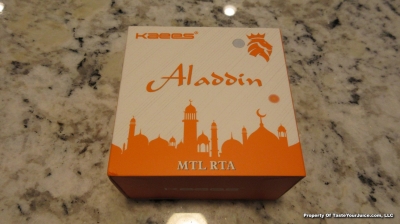 KAEES
Aladdin
MTL RTA
Property Of TasteYourJuice.com, LLC